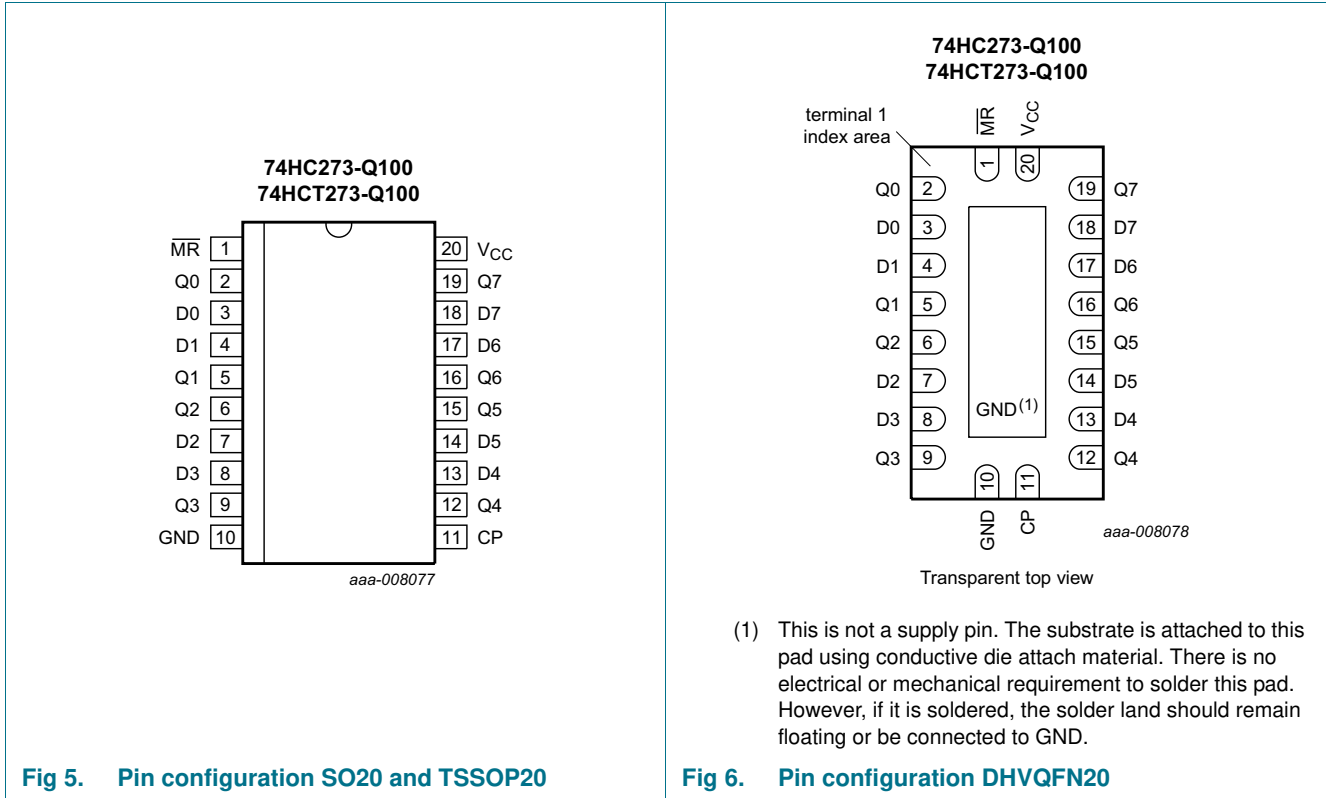 74HC273-Q100
74HCT273-Q100
MR 1
Q0 2
D0 3
D1 4
Q1 5
Q2 6
D2 7
D3 8
Q3 9
GND 10
20 VCC
19 Q7
18 D7
17 D6
16 Q6
15 Q5
14 D5
13 D4
12 Q4
11 CP
aaa-008077
Fig 5. Pin configuration SO20 and TSSOP20
74HC273-Q100
74HCT273-Q100
terminal 1
index area
MR
VCC
1
20
Q0 2
D0 3
D1 4
Q1 5
Q2 6
D2 7
D3 8
Q3 9
19 Q7
18 D7
17 D6
16 Q6
15 Q5
14 D5
13 D4
12 Q4
GND(1)
10
11
GND
CP
aaa-008078
Transparent top view
(1) This is not a supply pin. The substrate is attached to this
pad using conductive die attach material. There is no
electrical or mechanical requirement to solder this pad.
However, if it is soldered, the solder land should remain
floating or be connected to GND.
Fig 6. Pin configuration DHVQFN20